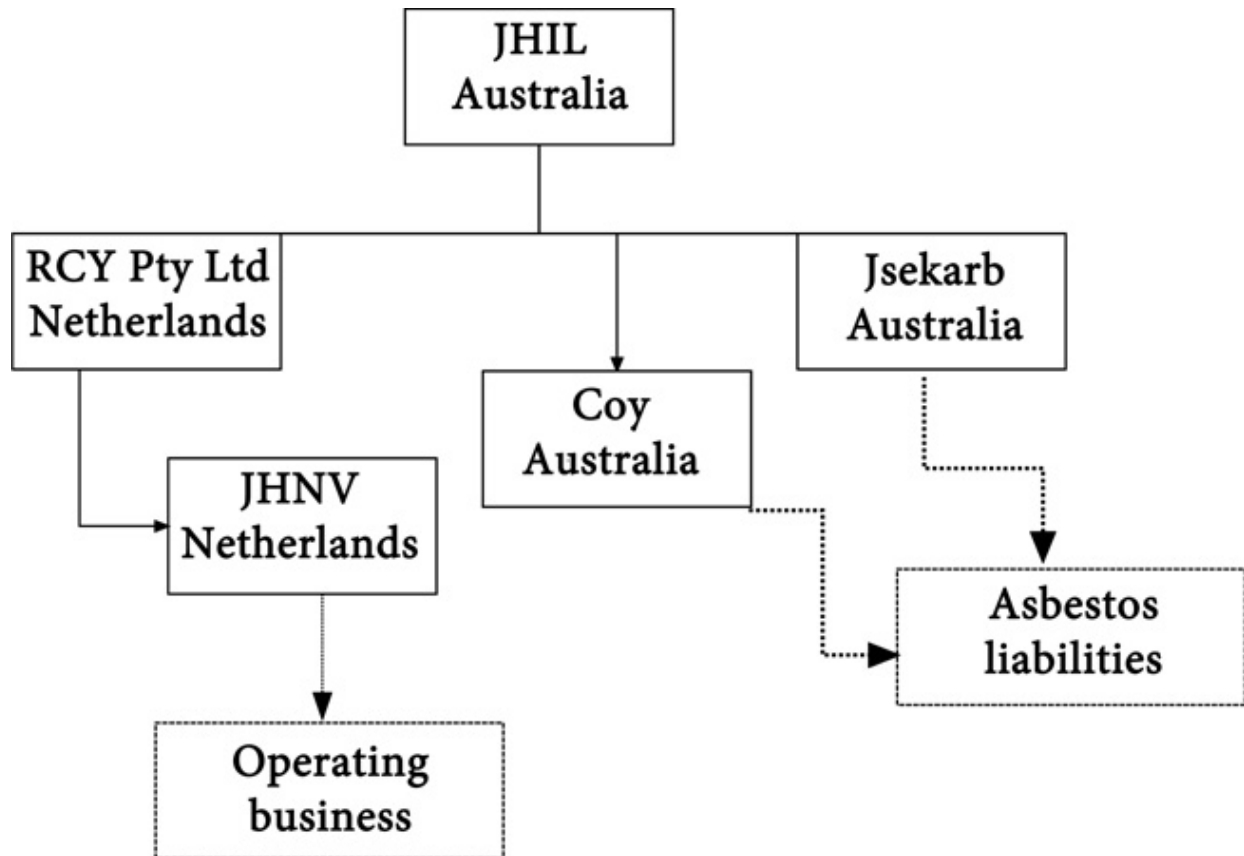 JHIL
Australia
RCY Pty Ltd
Netherlands
Jsekarb
Australia
Coy
Australia
JHNV
Netherlands
Asbestos
liabilities
Operating
business